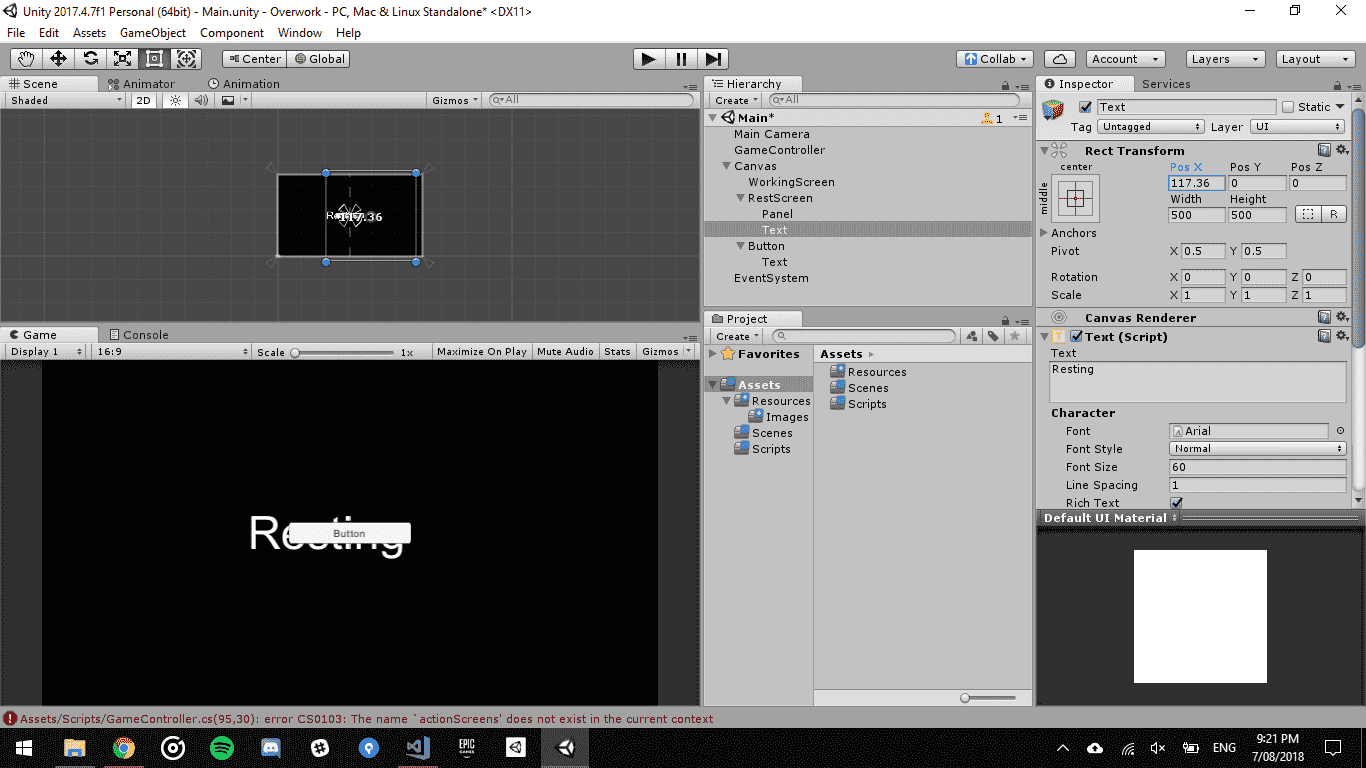 Unity 2017.4.7f1 Personal (64bit) - Main.unity - Overwork - PC, Mac & Linux Standalone* <DX11>
File Edit Assets GameObject Component Window Help
Center Global Collab Account Layers Layout
Scene Animator Animation
Shaded 2D Gizmos All
117.36
Game Console
Display 1 16:9 Scale 1x Maximize On Play Mute Audio Stats Gizmos
Resting
Button
Hierarchy
Create All
Main* 1
Main Camera
GameController
Canvas
WorkingScreen
RestScreen
Panel
Text
Button
Text
EventSystem
Project
Create
Favorites
Assets
Resources
Images
Scenes
Scripts
Assets
Resources
Scenes
Scripts
Inspector Services
Text Static
Tag Untagged Layer UI
Rect Transform
center Pos X Pos Y Pos Z
middle 117.36 0 0
Width Height
500 500 R
Anchors
Pivot X 0.5 Y 0.5
Rotation X 0 Y 0 Z 0
Scale X 1 Y 1 Z 1
Canvas Renderer
Text (Script)
Text
Resting
Character
Font Arial
Font Style Normal
Font Size 60
Line Spacing 1
Rich Text
Default UI Material
Assets/Scripts/GameController.cs(95,30): error CS0103: The name `actionScreens' does not exist in the current context
EPIC GAMES
ENG
9:21 PM
7/08/2018